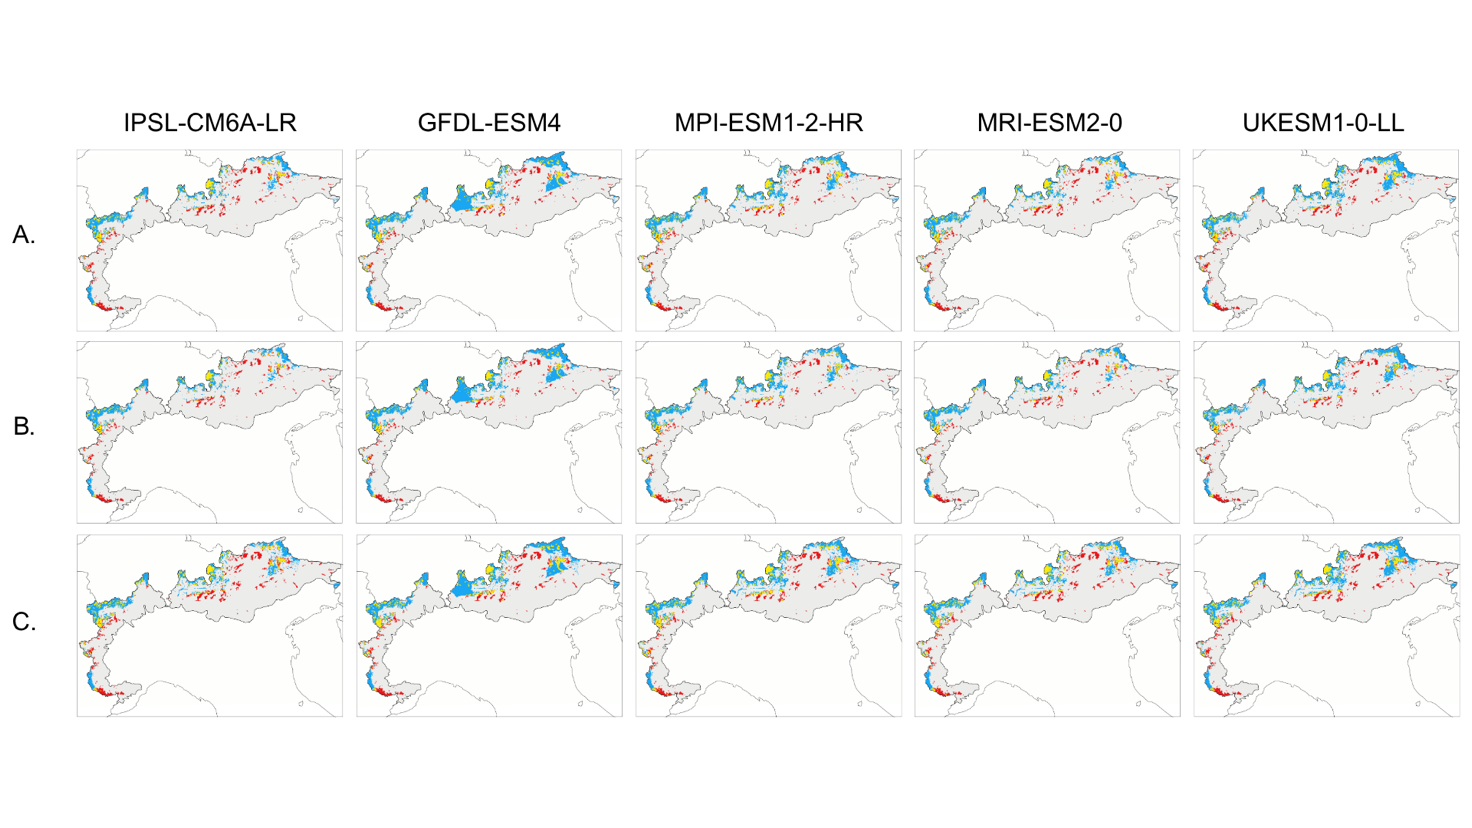 IPSL-CM6A-LR GFDL-ESM4 MPI-ESM1-2-HR MRI-ESM2-0 UKESM1-0-LL
A.
B.
C.